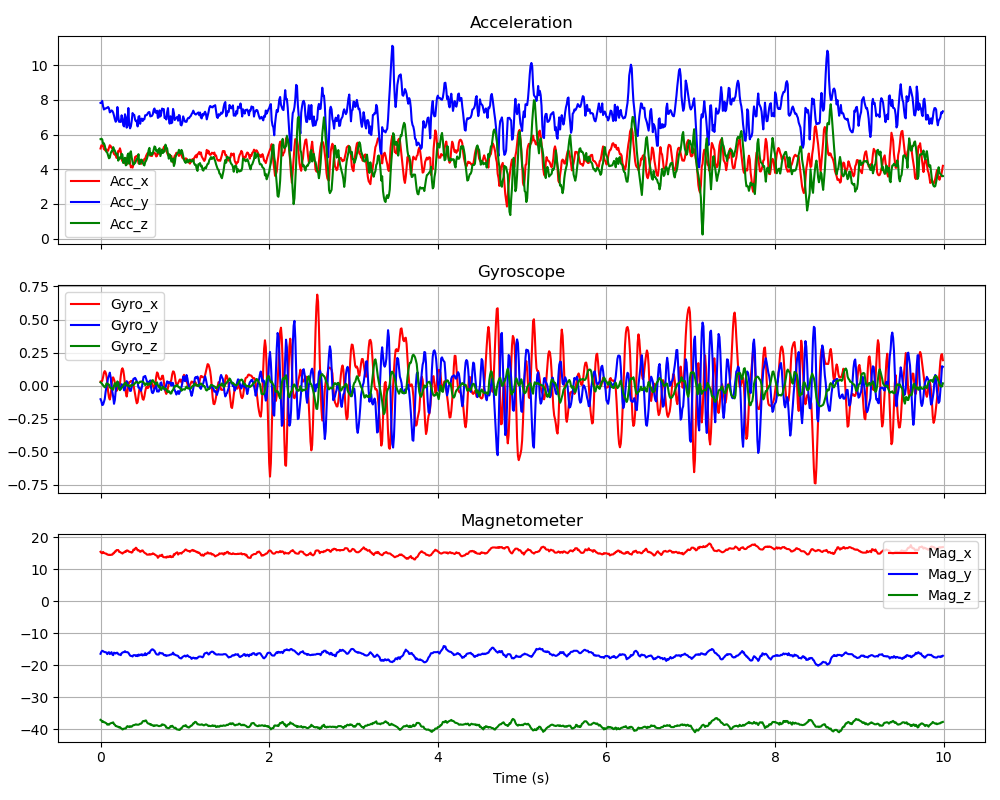 Acceleration
10
8
6
4
2
0
Acc_x
Acc_y
Acc_z
Gyroscope
0.75
0.50
0.25
0.00
−0.25
−0.50
−0.75
Gyro_x
Gyro_y
Gyro_z
Magnetometer
20
10
0
−10
−20
−30
−40
Mag_x
Mag_y
Mag_z
0 2 4 6 8 10
Time (s)